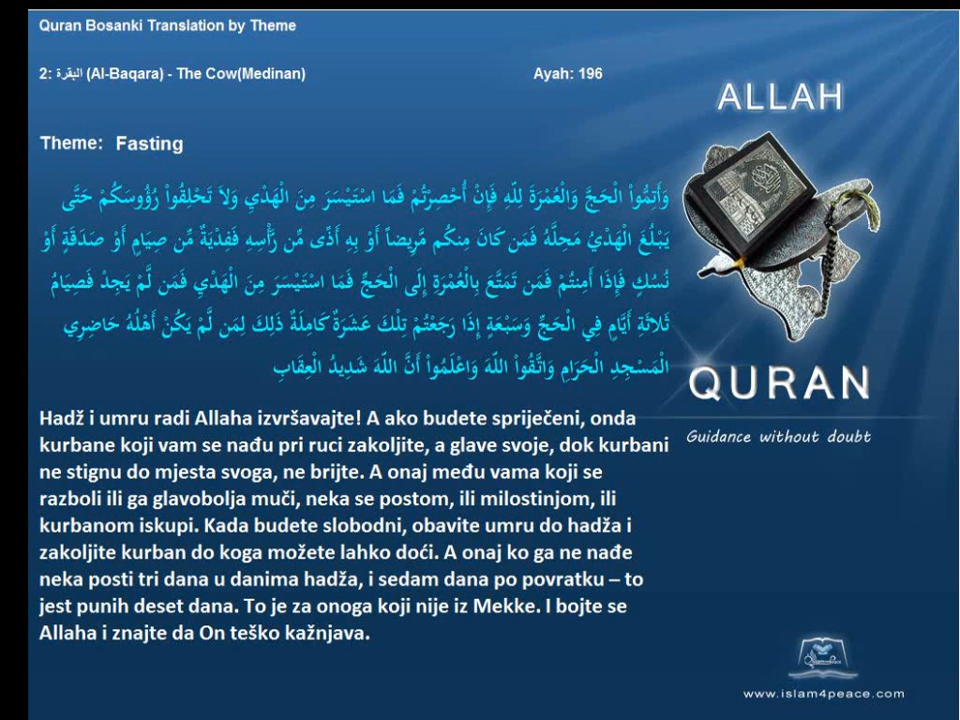 Quran Bosanki Translation by Theme
2: البقرة (Al-Baqara) - The Cow(Medinan)
Ayah: 196
Theme: Fasting
وَأَتِمُّواْ الْحَجَّ وَالْعُمْرَةَ لِلّهِ فَإِنْ أُحْصِرْتُمْ فَمَا اسْتَيْسَرَ مِنَ الْهَدْيِ وَلاَ تَحْلِقُواْ رُؤُوسَكُمْ حَتَّى
يَبْلُغَ الْهَدْيُ مَحِلَّهُ فَمَن كَانَ مِنكُم مَّرِيضاً أَوْ بِهِ أَذًى مِّن رَّأْسِهِ فَفِدْيَةٌ مِّن صِيَامٍ أَوْ صَدَقَةٍ أَوْ
نُسُكٍ فَإِذَا أَمِنتُمْ فَمَن تَمَتَّعَ بِالْعُمْرَةِ إِلَى الْحَجِّ فَمَا اسْتَيْسَرَ مِنَ الْهَدْيِ فَمَن لَّمْ يَجِدْ فَصِيَامُ
ثَلاثَةِ أَيَّامٍ فِي الْحَجِّ وَسَبْعَةٍ إِذَا رَجَعْتُمْ تِلْكَ عَشَرَةٌ كَامِلَةٌ ذَلِكَ لِمَن لَّمْ يَكُنْ أَهْلُهُ حَاضِرِي
الْمَسْجِدِ الْحَرَامِ وَاتَّقُواْ اللّهَ وَاعْلَمُواْ أَنَّ اللّهَ شَدِيدُ الْعِقَابِ
Hadž i umru radi Allaha izvršavajte! A ako budete spriječeni, onda
kurbane koji vam se nađu pri ruci zakoljite, a glave svoje, dok kurbani
ne stignu do mjesta svoga, ne brijte. A onaj među vama koji se
razboli ili ga glavobolja muči, neka se postom, ili milostinjom, ili
kurbanom iskupi. Kada budete slobodni, obavite umru do hadža i
zakoljite kurban do koga možete lahko doći. A onaj ko ga ne nađe
neka posti tri dana u danima hadža, i sedam dana po povratku – to
jest punih deset dana. To je za onoga koji nije iz Mekke. I bojte se
Allaha i znajte da On teško kažnjava.
ALLAH
QURAN
Guidance without doubt
www.islam4peace.com